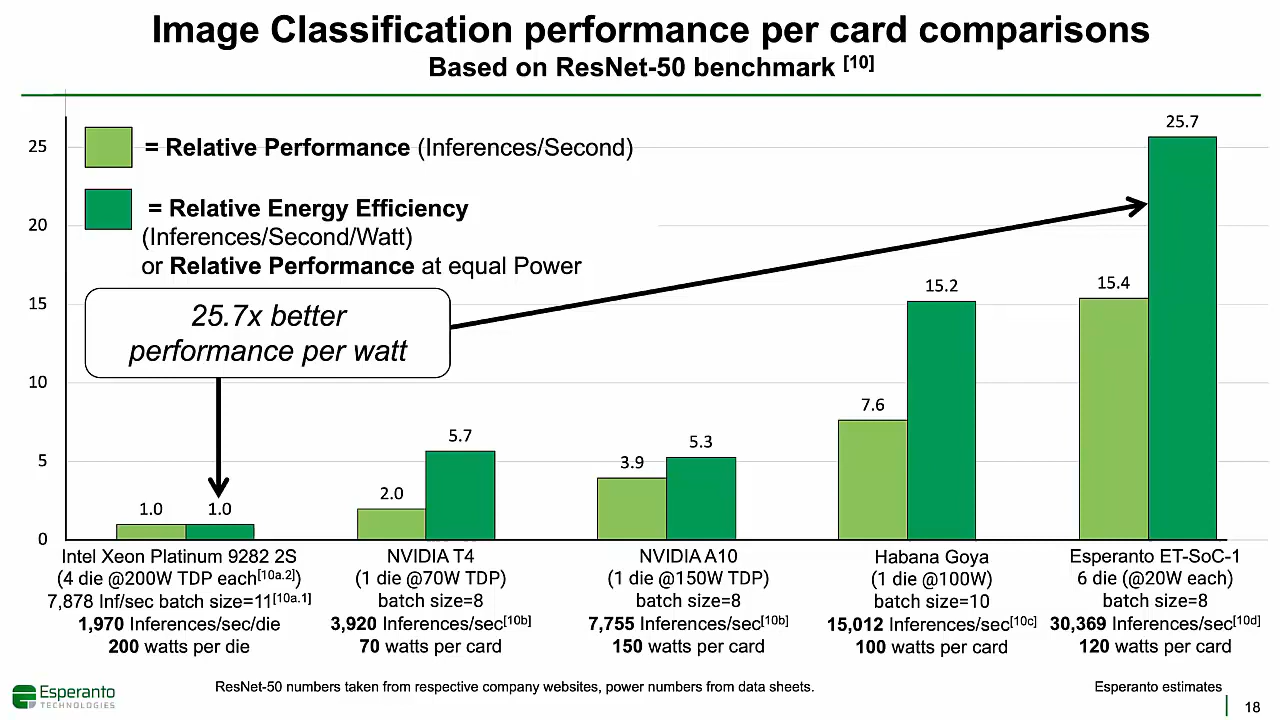 Image Classification performance per card comparisons
Based on ResNet-50 benchmark [10]
= Relative Performance (Inferences/Second)
= Relative Energy Efficiency
(Inferences/Second/Watt)
or Relative Performance at equal Power
25.7x better
performance per watt
25
20
15
10
5
0
1.0
1.0
2.0
5.7
3.9
5.3
7.6
15.2
15.4
25.7
Intel Xeon Platinum 9282 2S
(4 die @200W TDP each[10a.2])
7,878 Inf/sec batch size=11[10a.1]
1,970 Inferences/sec/die
200 watts per die
NVIDIA T4
(1 die @70W TDP)
batch size=8
3,920 Inferences/sec[10b]
70 watts per card
NVIDIA A10
(1 die @150W TDP)
batch size=8
7,755 Inferences/sec[10b]
150 watts per card
Habana Goya
(1 die @100W)
batch size=10
15,012 Inferences/sec[10c]
100 watts per card
Esperanto ET-SoC-1
6 die (@20W each)
batch size=8
30,369 Inferences/sec[10d]
120 watts per card
Esperanto
TECHNOLOGIES
ResNet-50 numbers taken from respective company websites, power numbers from data sheets.
Esperanto estimates
18